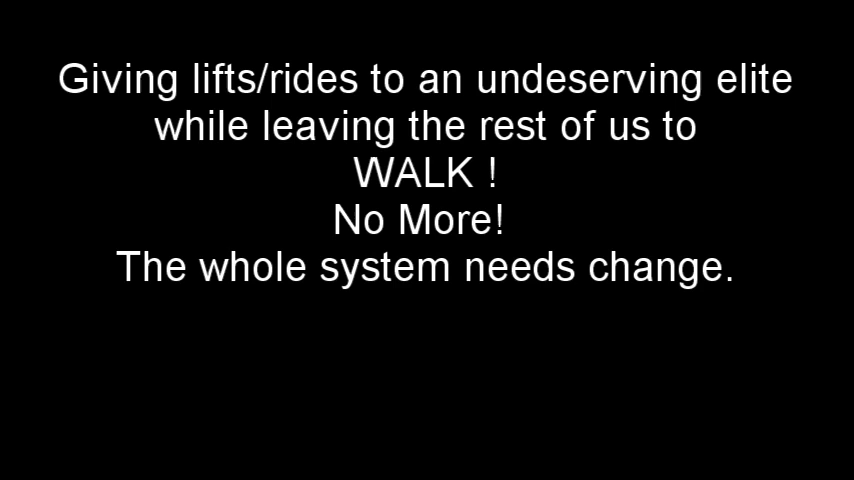 Giving lifts/rides to an undeserving elite
while leaving the rest of us to
WALK !
No More!
The whole system needs change.